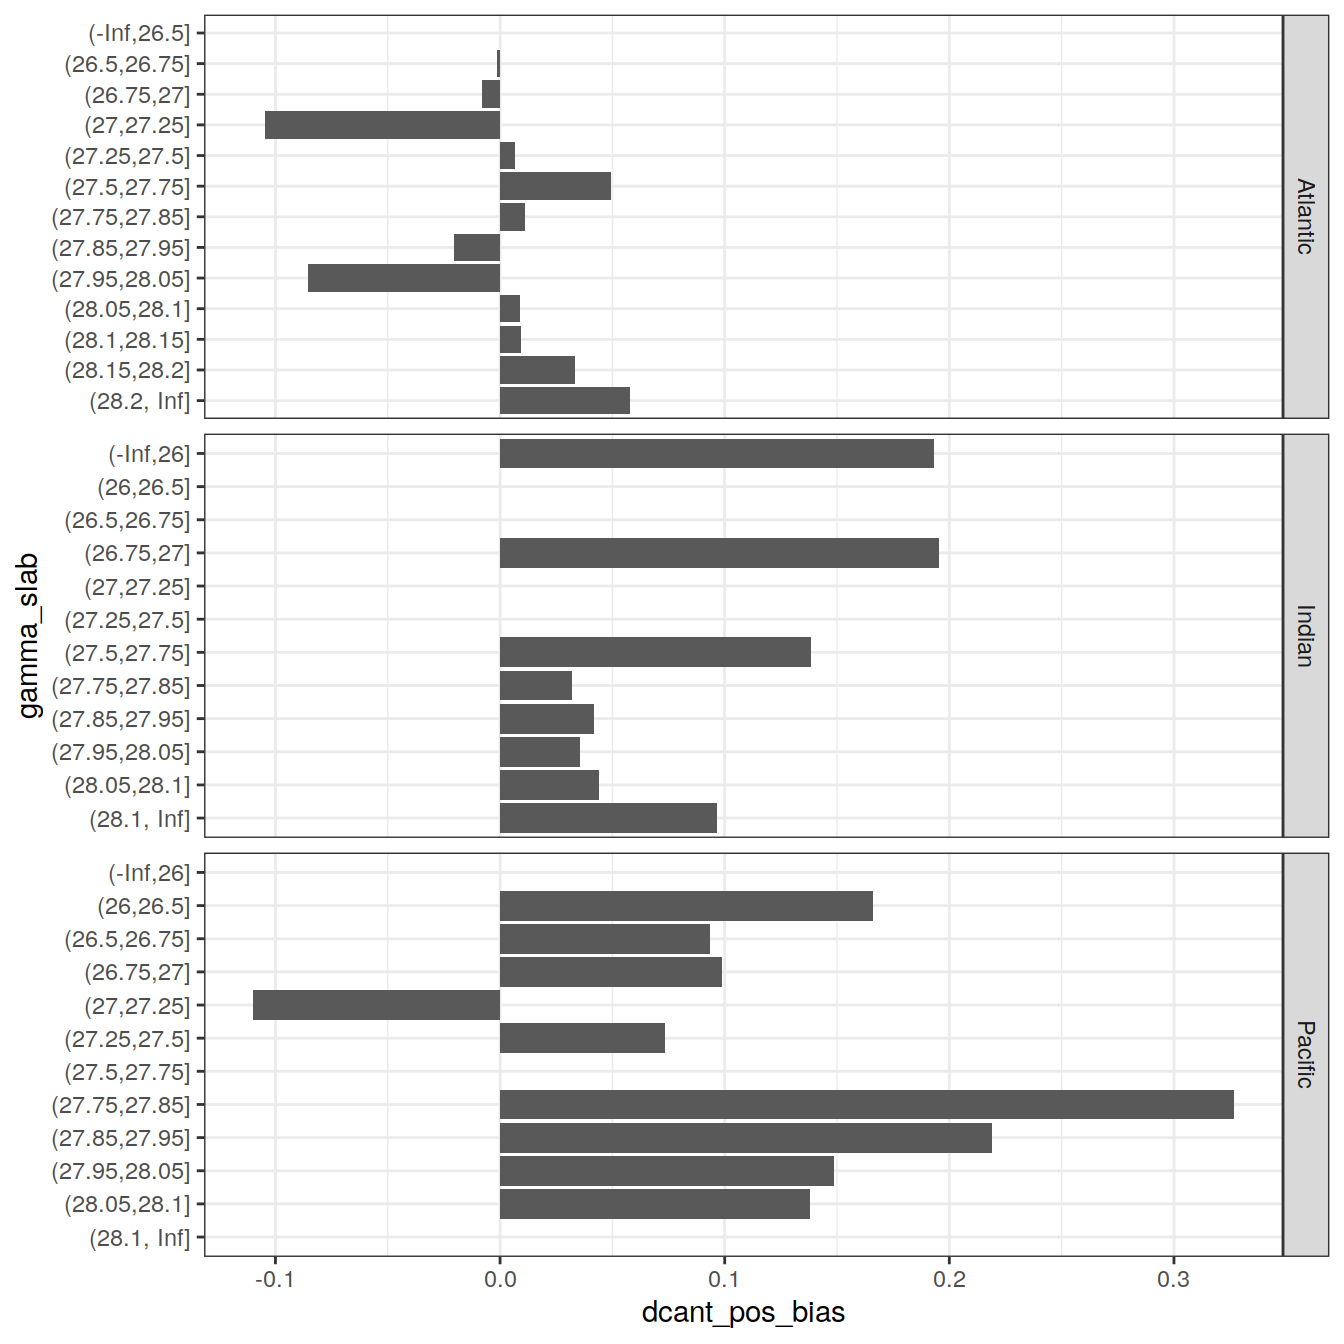 (-Inf,26.5]
(26.5,26.75]
(26.75,27]
(27,27.25]
(27.25,27.5]
(27.5,27.75]
(27.75,27.85]
(27.85,27.95]
(27.95,28.05]
(28.05,28.1]
(28.1,28.15]
(28.15,28.2]
(28.2, Inf]
Atlantic
gamma_slab
(-Inf,26]
(26,26.5]
(26.5,26.75]
(26.75,27]
(27,27.25]
(27.25,27.5]
(27.5,27.75]
(27.75,27.85]
(27.85,27.95]
(27.95,28.05]
(28.05,28.1]
(28.1, Inf]
Indian
(-Inf,26]
(26,26.5]
(26.5,26.75]
(26.75,27]
(27,27.25]
(27.25,27.5]
(27.5,27.75]
(27.75,27.85]
(27.85,27.95]
(27.95,28.05]
(28.05,28.1]
(28.1, Inf]
Pacific
-0.1 0.0 0.1 0.2 0.3
dcant_pos_bias